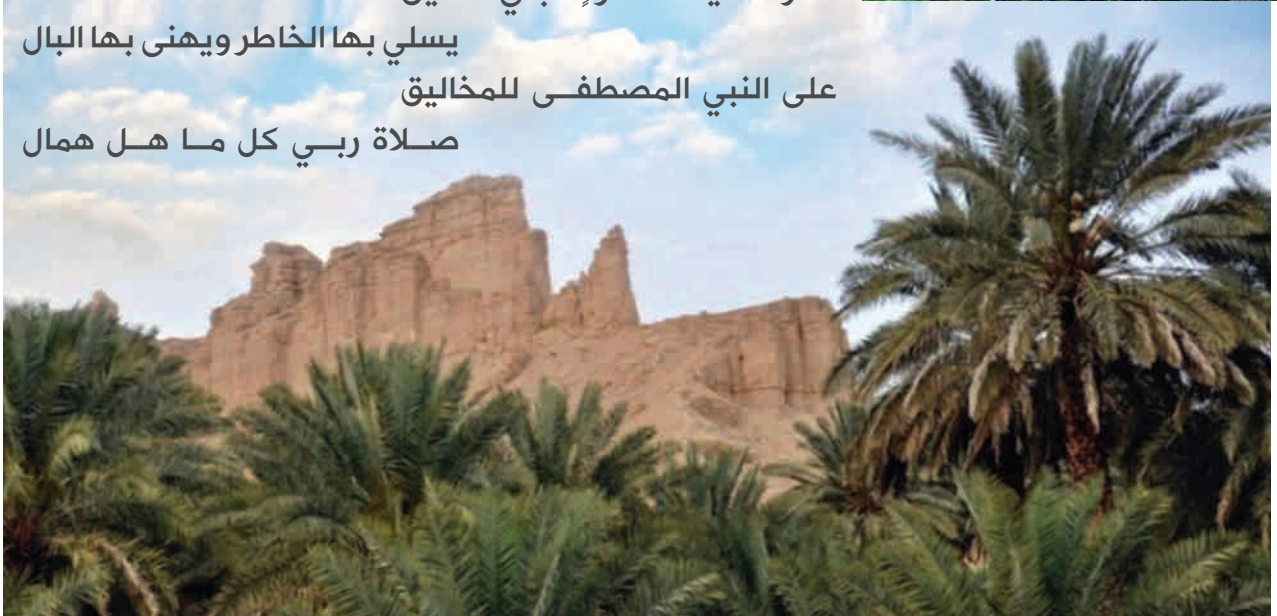 يسلي بها الخاطر ويهنى بها البال
على النبي المصطفى للمخاليق
صلاة ربي كل ما هل همال